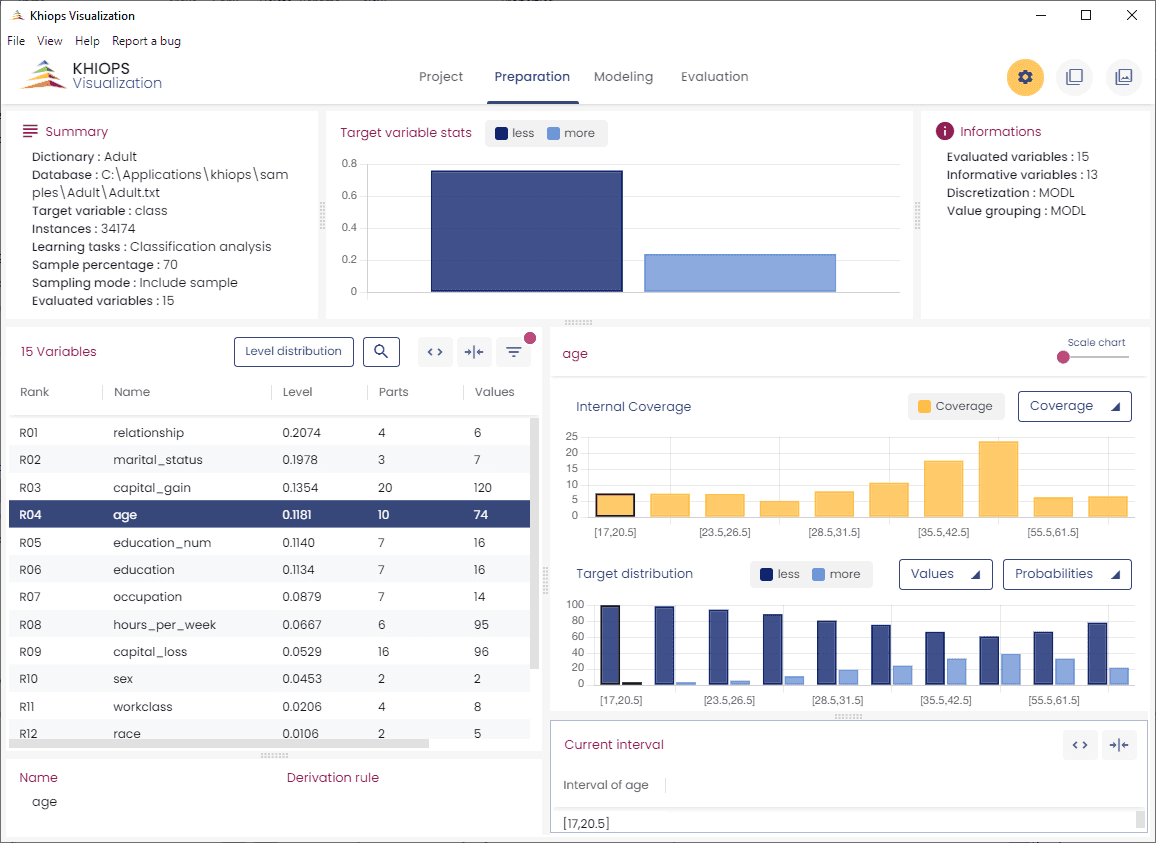 Khiops Visualization
File View Help Report a bug
KHIOPS
Visualization
Project Preparation Modeling Evaluation
Summary
Dictionary : Adult
Database : C:\Applications\khiops\sam
ples\Adult\Adult.txt
Target variable : class
Instances : 34174
Learning tasks : Classification analysis
Sample percentage : 70
Sampling mode : Include sample
Evaluated variables : 15
Target variable stats less more
0.8
0.6
0.4
0.2
0
Informations
Evaluated variables : 15
Informative variables : 13
Discretization : MODL
Value grouping : MODL
15 Variables Level distribution
Rank Name Level Parts Values
R01 relationship 0.2074 4 6
R02 marital_status 0.1978 3 7
R03 capital_gain 0.1354 20 120
R04 age 0.1181 10 74
R05 education_num 0.1140 7 16
R06 education 0.1134 7 16
R07 occupation 0.0879 7 14
R08 hours_per_week 0.0667 6 95
R09 capital_loss 0.0529 16 96
R10 sex 0.0453 2 2
R11 workclass 0.0206 4 8
R12 race 0.0106 2 5
Name Derivation rule
age
age Scale chart
Internal Coverage Coverage Coverage
25
20
15
10
5
0
[17,20.5] [23.5,26.5] [28.5,31.5] [35.5,42.5] [55.5,61.5]
Target distribution less more Values Probabilities
100
80
60
40
20
0
[17,20.5] [23.5,26.5] [28.5,31.5] [35.5,42.5] [55.5,61.5]
Current interval
Interval of age
[17,20.5]